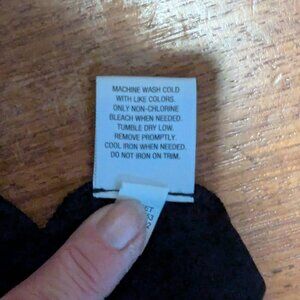 MACHINE WASH COLD
WITH LIKE COLORS.
ONLY NON-CHLORINE
BLEACH WHEN NEEDED.
TUMBLE DRY LOW.
REMOVE PROMPTLY.
COOL IRON WHEN NEEDED.
DO NOT IRON ON TRIM.